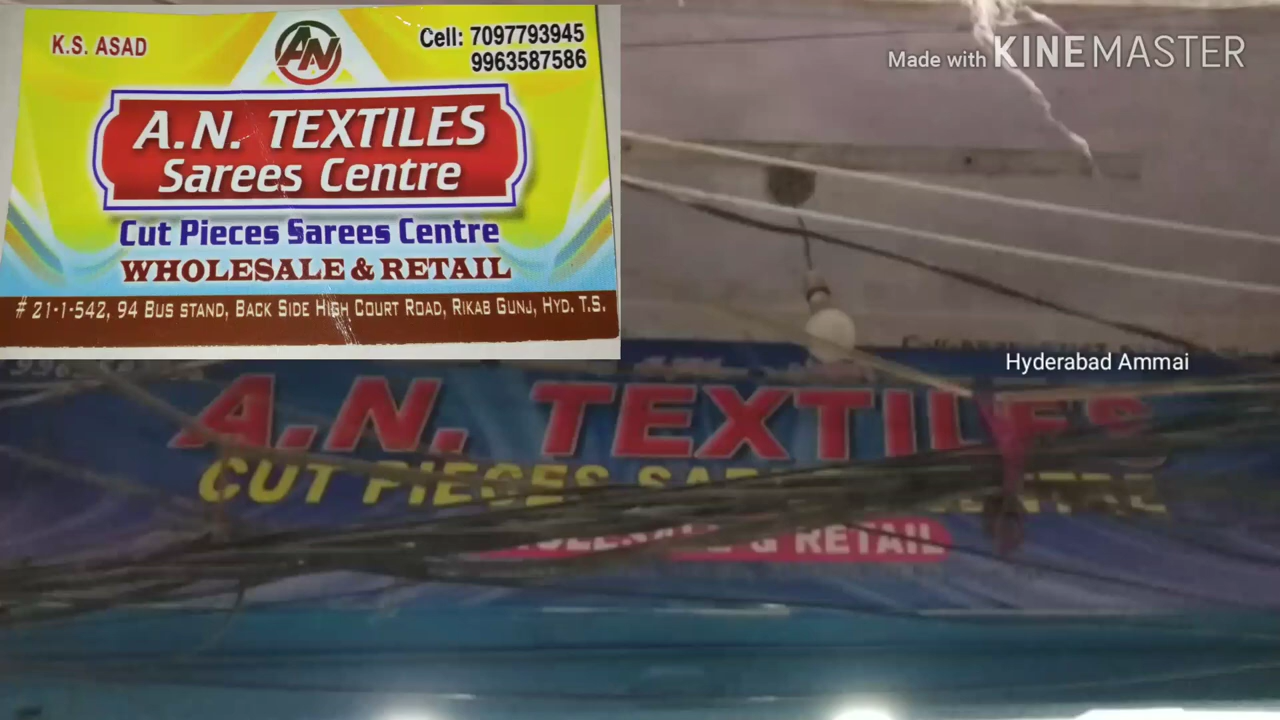 K.S. ASAD
AN
Cell: 7097793945
9963587586
A.N. TEXTILES
Sarees Centre
Cut Pieces Sarees Centre
WHOLESALE & RETAIL
# 21-1-542, 94 BUS STAND, BACK SIDE HIGH COURT ROAD, RIKAB GUNJ, HYD. T.S.
Made with KINEMASTER
Hyderabad Ammai
A.N. TEXTILES
CUT PIECES
& RETAIL